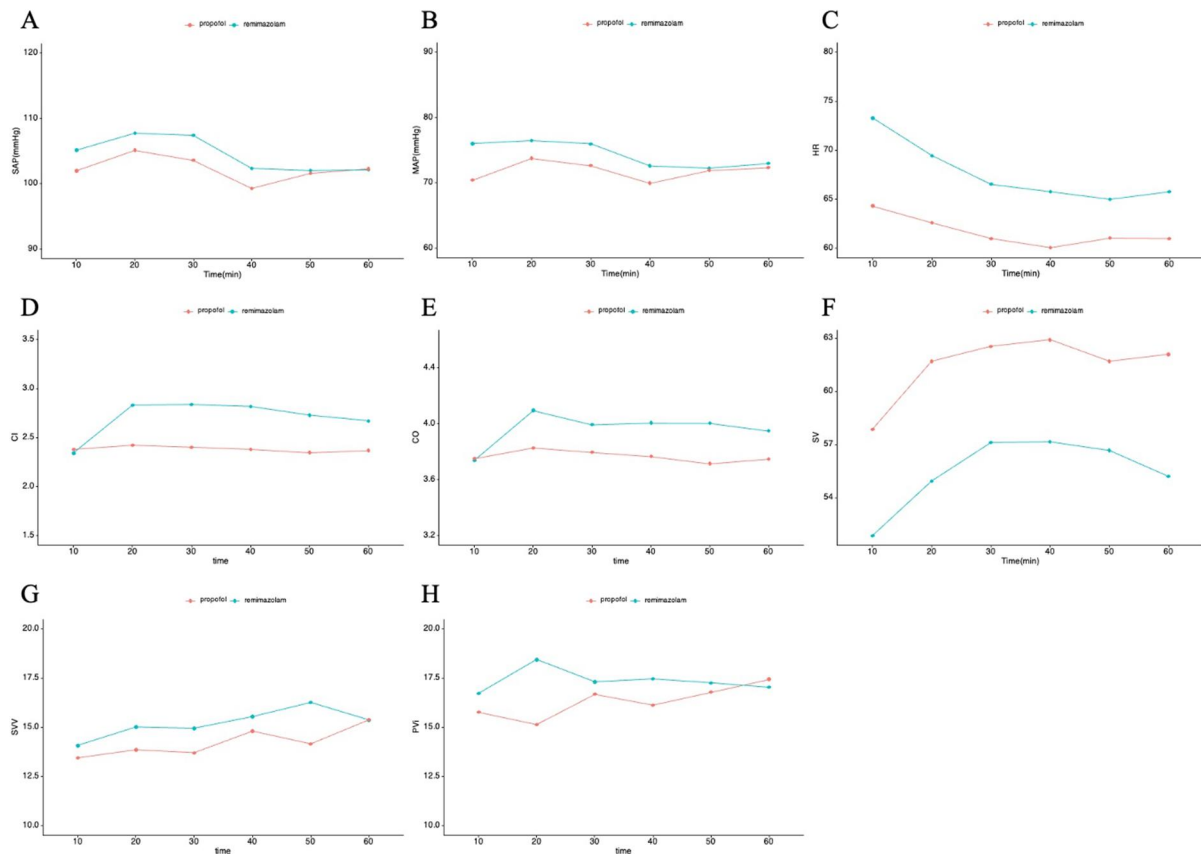 A
propofol remimazolam
120
110
100
90
SAP(mmHg)
10 20 30 40 50 60
Time(min)
B
propofol remimazolam
90
80
70
60
MAP(mmHg)
10 20 30 40 50 60
Time(min)
C
propofol remimazolam
80
75
70
65
60
HR
10 20 30 40 50 60
Time(min)
D
propofol remimazolam
3.5
3.0
2.5
2.0
1.5
CI
10 20 30 40 50 60
time
E
propofol remimazolam
4.4
4.0
3.6
3.2
CO
10 20 30 40 50 60
time
F
propofol remimazolam
63
60
57
54
SV
10 20 30 40 50 60
Time(min)
G
propofol remimazolam
20.0
17.5
15.0
12.5
10.0
SVV
10 20 30 40 50 60
time
H
propofol remimazolam
20.0
17.5
15.0
12.5
10.0
PVi
10 20 30 40 50 60
time